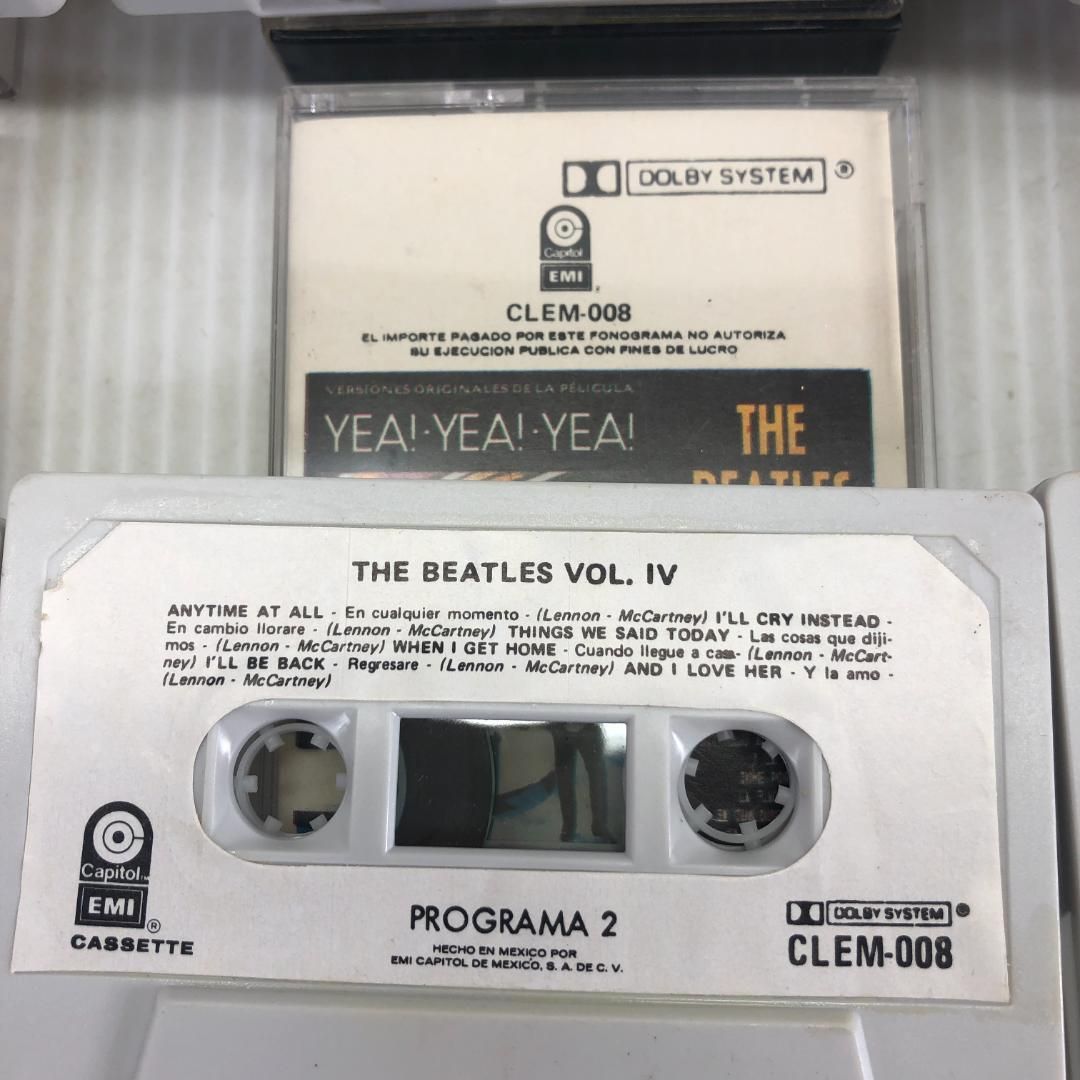 DOLBY SYSTEM ®
Capitol
EMI
CLEM-008
EL IMPORTE PAGADO POR ESTE FONOGRAMA NO AUTORIZA
SU EJECUCION PUBLICA CON FINES DE LUCRO
VERSIONES ORIGINALES DE LA PELICULA
YEA!·YEA!·YEA!
THE
BEATLES
THE BEATLES VOL. IV
ANYTIME AT ALL - En cualquier momento - (Lennon - McCartney) I'LL CRY INSTEAD -
En cambio llorare - (Lennon - McCartney) THINGS WE SAID TODAY - Las cosas que diji-
mos - (Lennon - McCartney) WHEN I GET HOME - Cuando llegue a casa- (Lennon - McCart-
ney) I'LL BE BACK - Regresare - (Lennon - McCartney) AND I LOVE HER - Y la amo -
(Lennon - McCartney)
Capitol
EMI ®
CASSETTE
PROGRAMA 2
HECHO EN MEXICO POR
EMI CAPITOL DE MEXICO, S. A. DE C. V.
DOLBY SYSTEM ®
CLEM-008